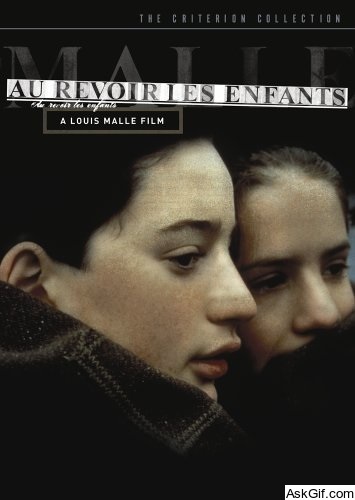 THE CRITERION COLLECTION
MALLE
AU REVOIR LES ENFANTS
Au revoir les enfants
A LOUIS MALLE FILM
AskGif.com